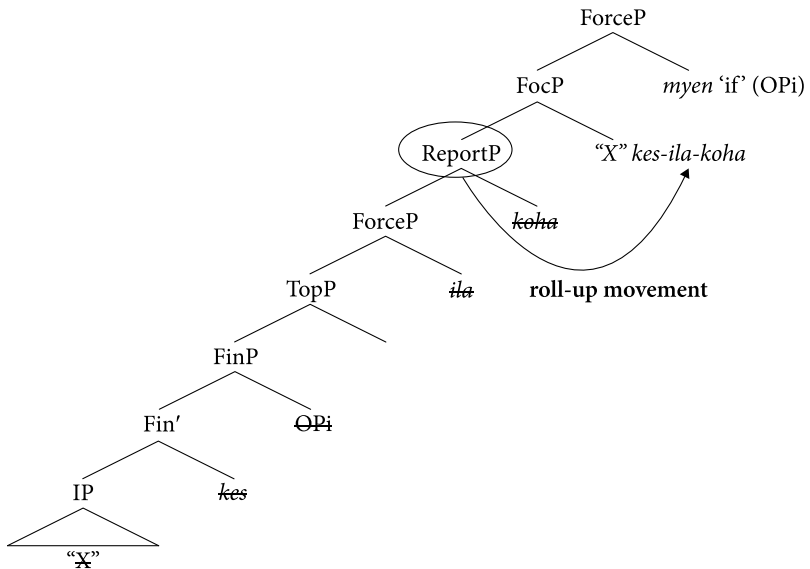 ForceP
FocP
myen ‘if’ (OPi)
ReportP
“X” kes-ila-koha
ForceP
koha
TopP
ila
roll-up movement
FinP
Fin′
OPi
IP
kes
“X”